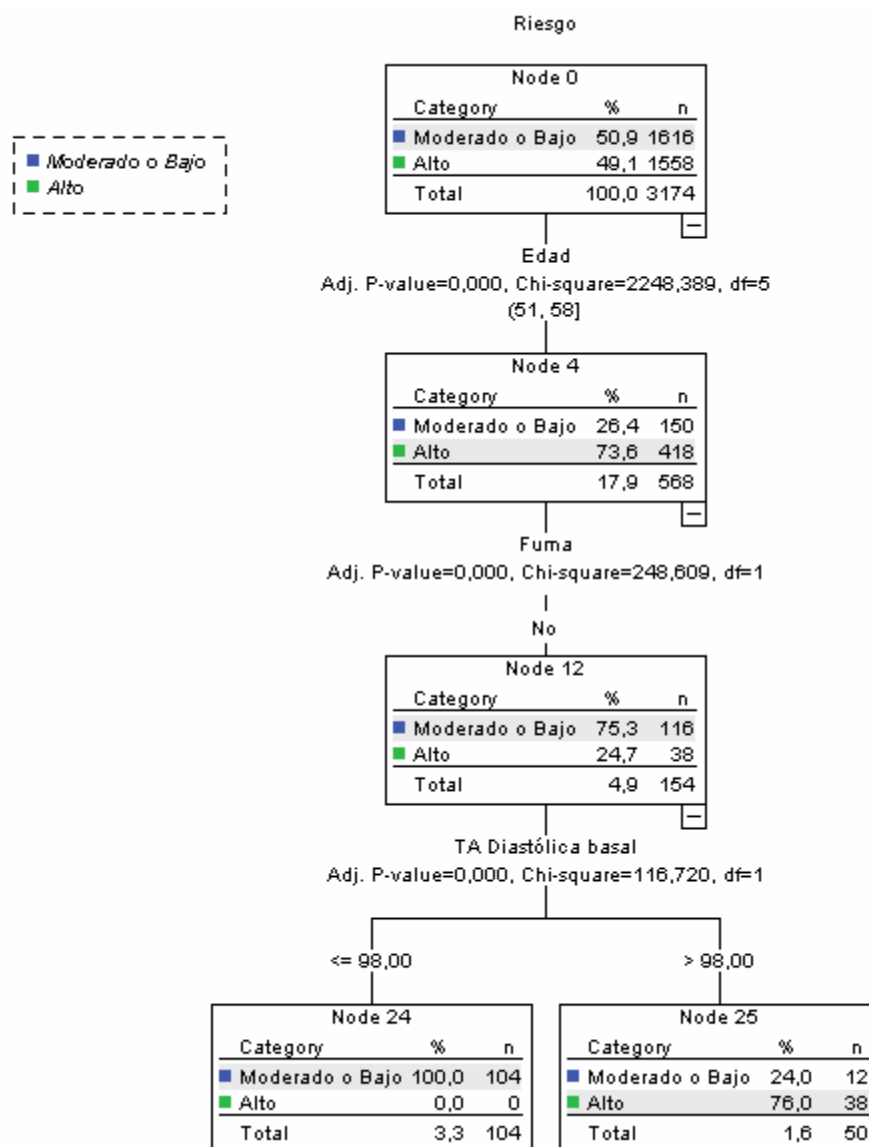 Riesgo
Node 0
Category % n
Moderado o Bajo 50,9 1616
Alto 49,1 1558
Total 100,0 3174
Moderado o Bajo
Alto
Edad
Adj. P-value=0,000, Chi-square=2248,389, df=5
(51, 58]
Node 4
Category % n
Moderado o Bajo 26,4 150
Alto 73,6 418
Total 17,9 568
Fuma
Adj. P-value=0,000, Chi-square=248,609, df=1
No
Node 12
Category % n
Moderado o Bajo 75,3 116
Alto 24,7 38
Total 4,9 154
TA Diastólica basal
Adj. P-value=0,000, Chi-square=116,720, df=1
<= 98,00
> 98,00
Node 24
Category % n
Moderado o Bajo 100,0 104
Alto 0,0 0
Total 3,3 104
Node 25
Category % n
Moderado o Bajo 24,0 12
Alto 76,0 38
Total 1,6 50